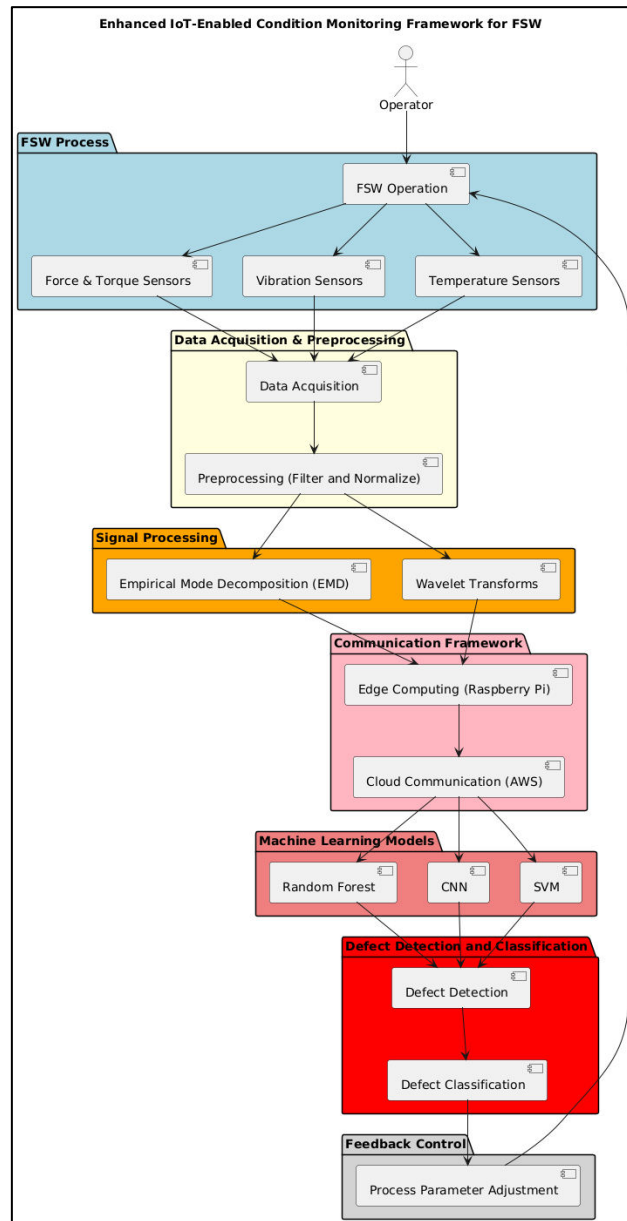 Enhanced IoT-Enabled Condition Monitoring Framework for FSW
Operator
FSW Process
FSW Operation
Force & Torque Sensors
Vibration Sensors
Temperature Sensors
Data Acquisition & Preprocessing
Data Acquisition
Preprocessing (Filter and Normalize)
Signal Processing
Empirical Mode Decomposition (EMD)
Wavelet Transforms
Communication Framework
Edge Computing (Raspberry Pi)
Cloud Communication (AWS)
Machine Learning Models
Random Forest
CNN
SVM
Defect Detection and Classification
Defect Detection
Defect Classification
Feedback Control
Process Parameter Adjustment